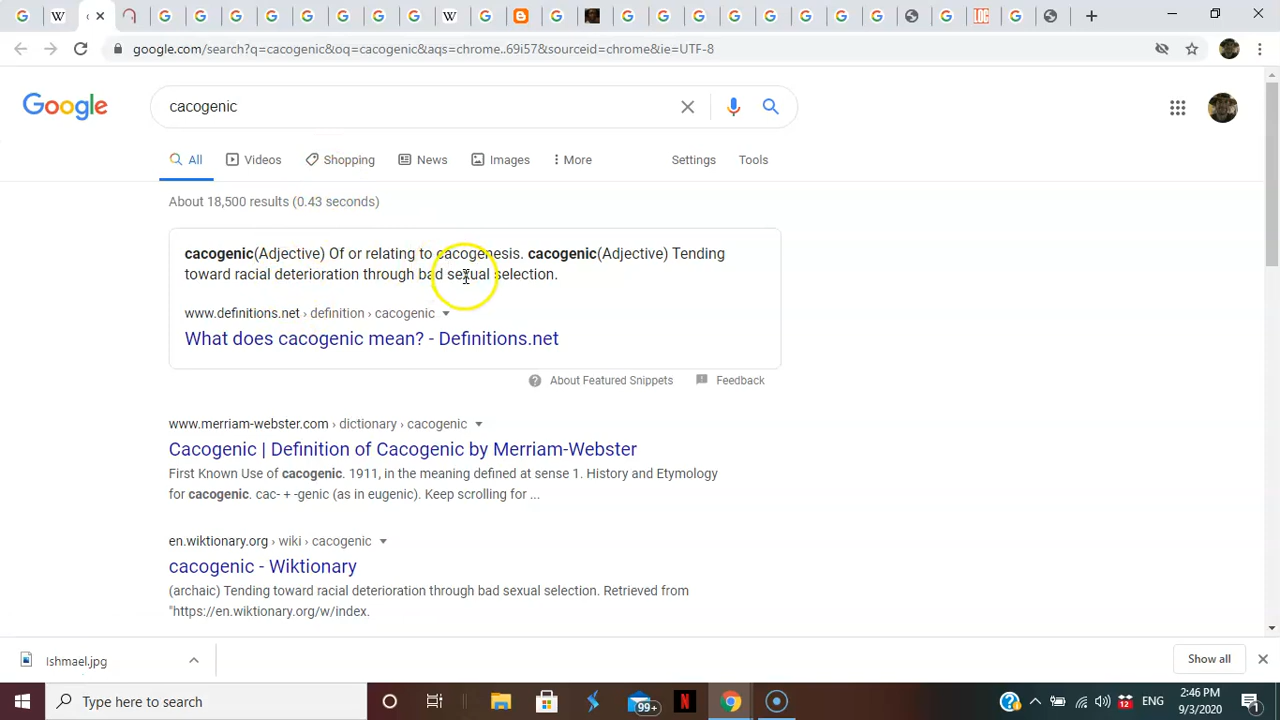 google.com/search?q=cacogenic&oq=cacogenic&aqs=chrome..69i57&sourceid=chrome&ie=UTF-8
Google
cacogenic
All
Videos
Shopping
News
Images
More
Settings
Tools
About 18,500 results (0.43 seconds)
cacogenic(Adjective) Of or relating to cacogenesis. cacogenic(Adjective) Tending
toward racial deterioration through bad sexual selection.
www.definitions.net › definition › cacogenic
What does cacogenic mean? - Definitions.net
About Featured Snippets
Feedback
www.merriam-webster.com › dictionary › cacogenic
Cacogenic | Definition of Cacogenic by Merriam-Webster
First Known Use of cacogenic. 1911, in the meaning defined at sense 1. History and Etymology
for cacogenic. cac- + -genic (as in eugenic). Keep scrolling for ...
en.wiktionary.org › wiki › cacogenic
cacogenic - Wiktionary
(archaic) Tending toward racial deterioration through bad sexual selection. Retrieved from
"https://en.wiktionary.org/w/index.
Ishmael.jpg
Show all
Type here to search
99+
N
12
ENG
2:46 PM
9/3/2020
1